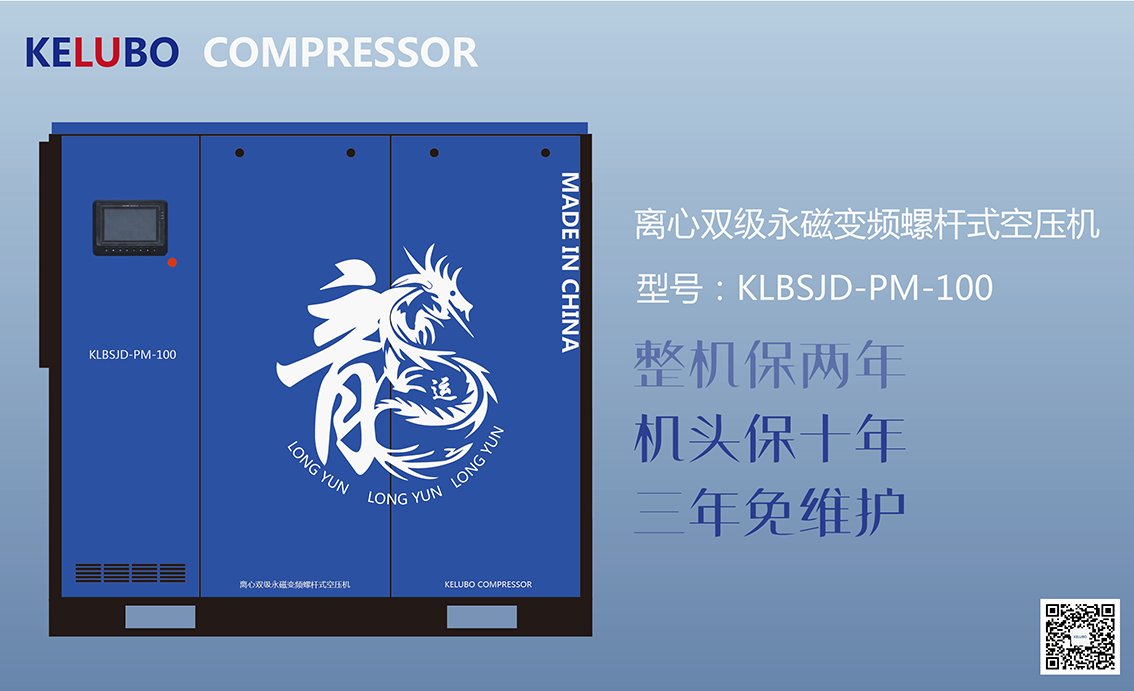 KELUBO COMPRESSOR
MADE IN CHINA
KLBSJD-PM-100
龍
运
LONG YUN LONG YUN LONG YUN
离心双级永磁变频螺杆式空压机
KELUBO COMPRESSOR
离心双级永磁变频螺杆式空压机
型号：KLBSJD-PM-100
整机保两年
机头保十年
三年免维护
KELUBO